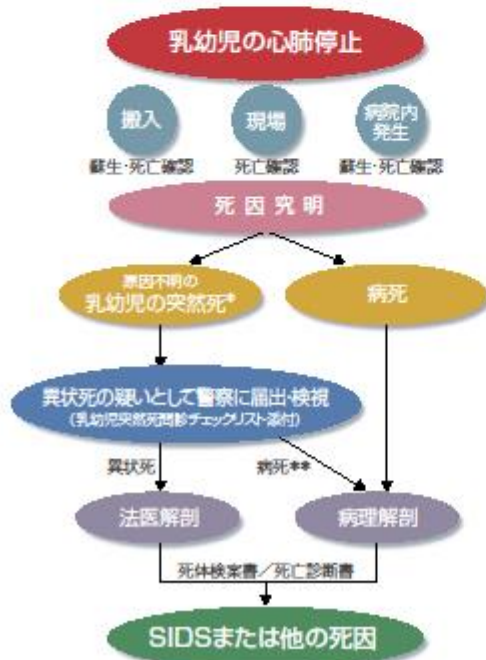 乳幼児の心肺停止
搬入
現場
病院内
発生
蘇生・死亡確認
死亡確認
蘇生・死亡確認
死因究明
原因不明の
乳幼児の突然死*
病死
異状死の疑いとして警察に届出・検視
(乳幼児突然死問診チェックリスト添付)
異状死
病死**
法医解剖
病理解剖
死体検案書／死亡診断書
SIDSまたは他の死因